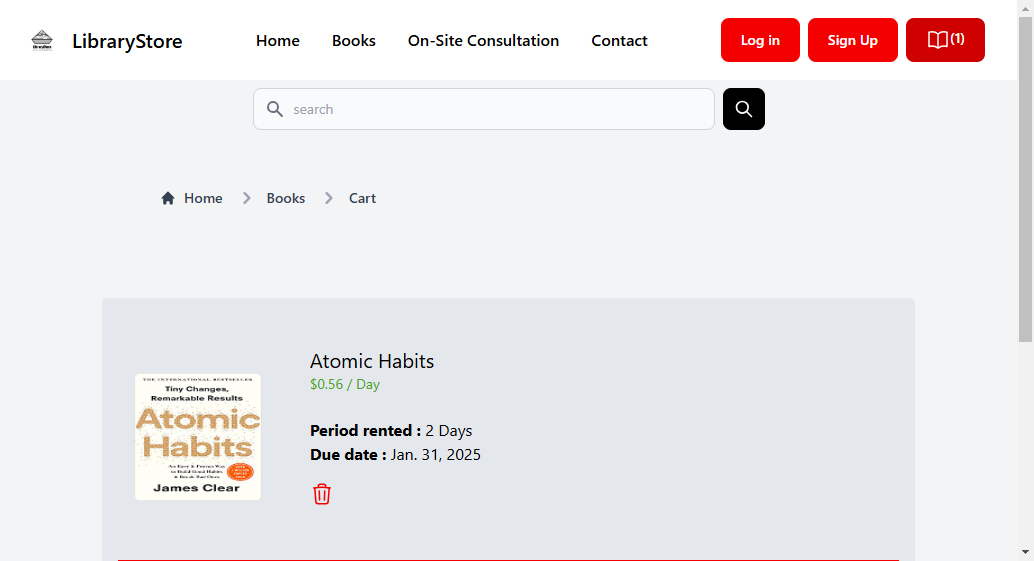 LibraryStore
Home
Books
On-Site Consultation
Contact
Log in
Sign Up
(1)
search
Home
Books
Cart
THE INTERNATIONAL BESTSELLER
Tiny Changes,
Remarkable Results
Atomic
Habits
An Easy & Proven Way
to Build Good Habits
& Break Bad Ones
James Clear
Atomic Habits
$0.56 / Day
Period rented : 2 Days
Due date : Jan. 31, 2025